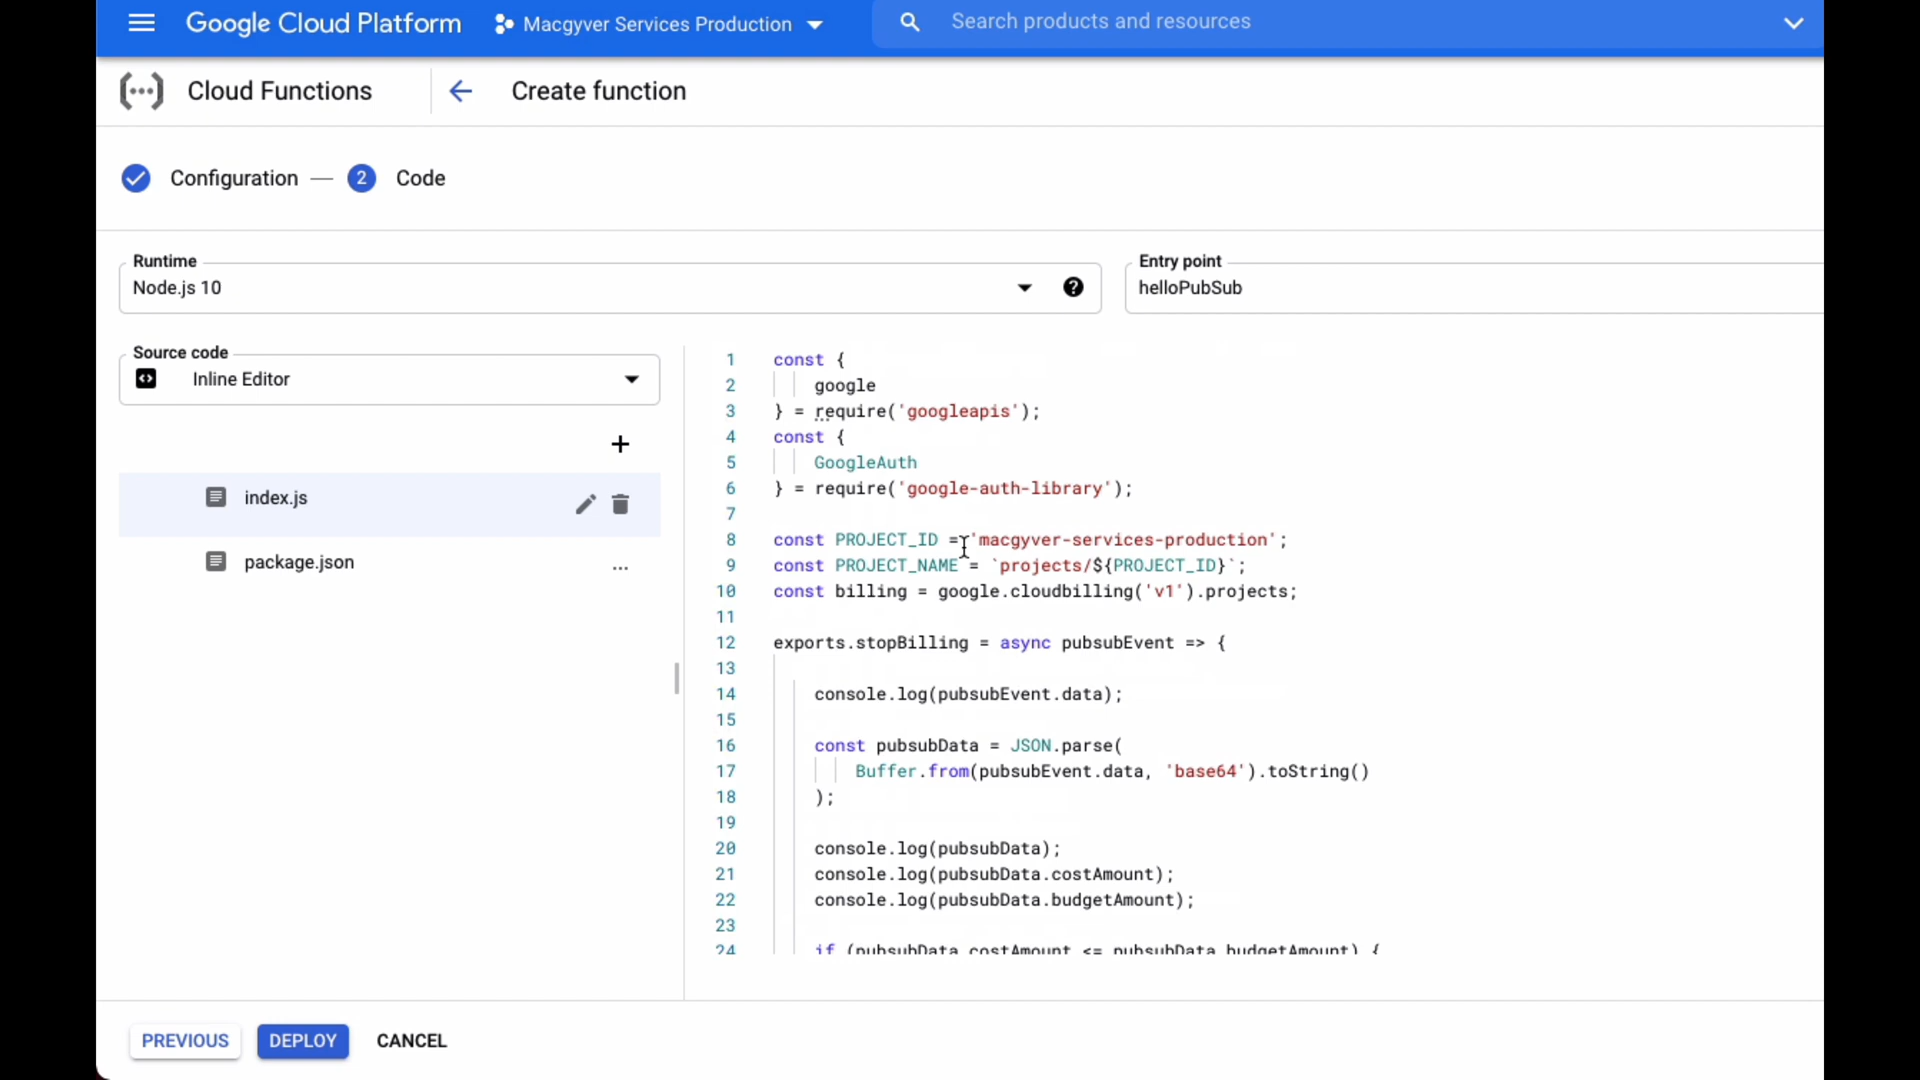 Google Cloud Platform
Macgyver Services Production
Search products and resources
Cloud Functions
Create function
Configuration
2
Code
Runtime
Node.js 10
Entry point
helloPubSub
Source code
Inline Editor
index.js
package.json
1 const {
2 google
3 } = require('googleapis');
4 const {
5 GoogleAuth
6 } = require('google-auth-library');
7
8 const PROJECT_ID = 'macgyver-services-production';
9 const PROJECT_NAME = `projects/${PROJECT_ID}`;
10 const billing = google.cloudbilling('v1').projects;
11
12 exports.stopBilling = async pubsubEvent => {
13
14 console.log(pubsubEvent.data);
15
16 const pubsubData = JSON.parse(
17 Buffer.from(pubsubEvent.data, 'base64').toString()
18 );
19
20 console.log(pubsubData);
21 console.log(pubsubData.costAmount);
22 console.log(pubsubData.budgetAmount);
23
24 if (pubsubData.costAmount <= pubsubData.budgetAmount) {
PREVIOUS
DEPLOY
CANCEL